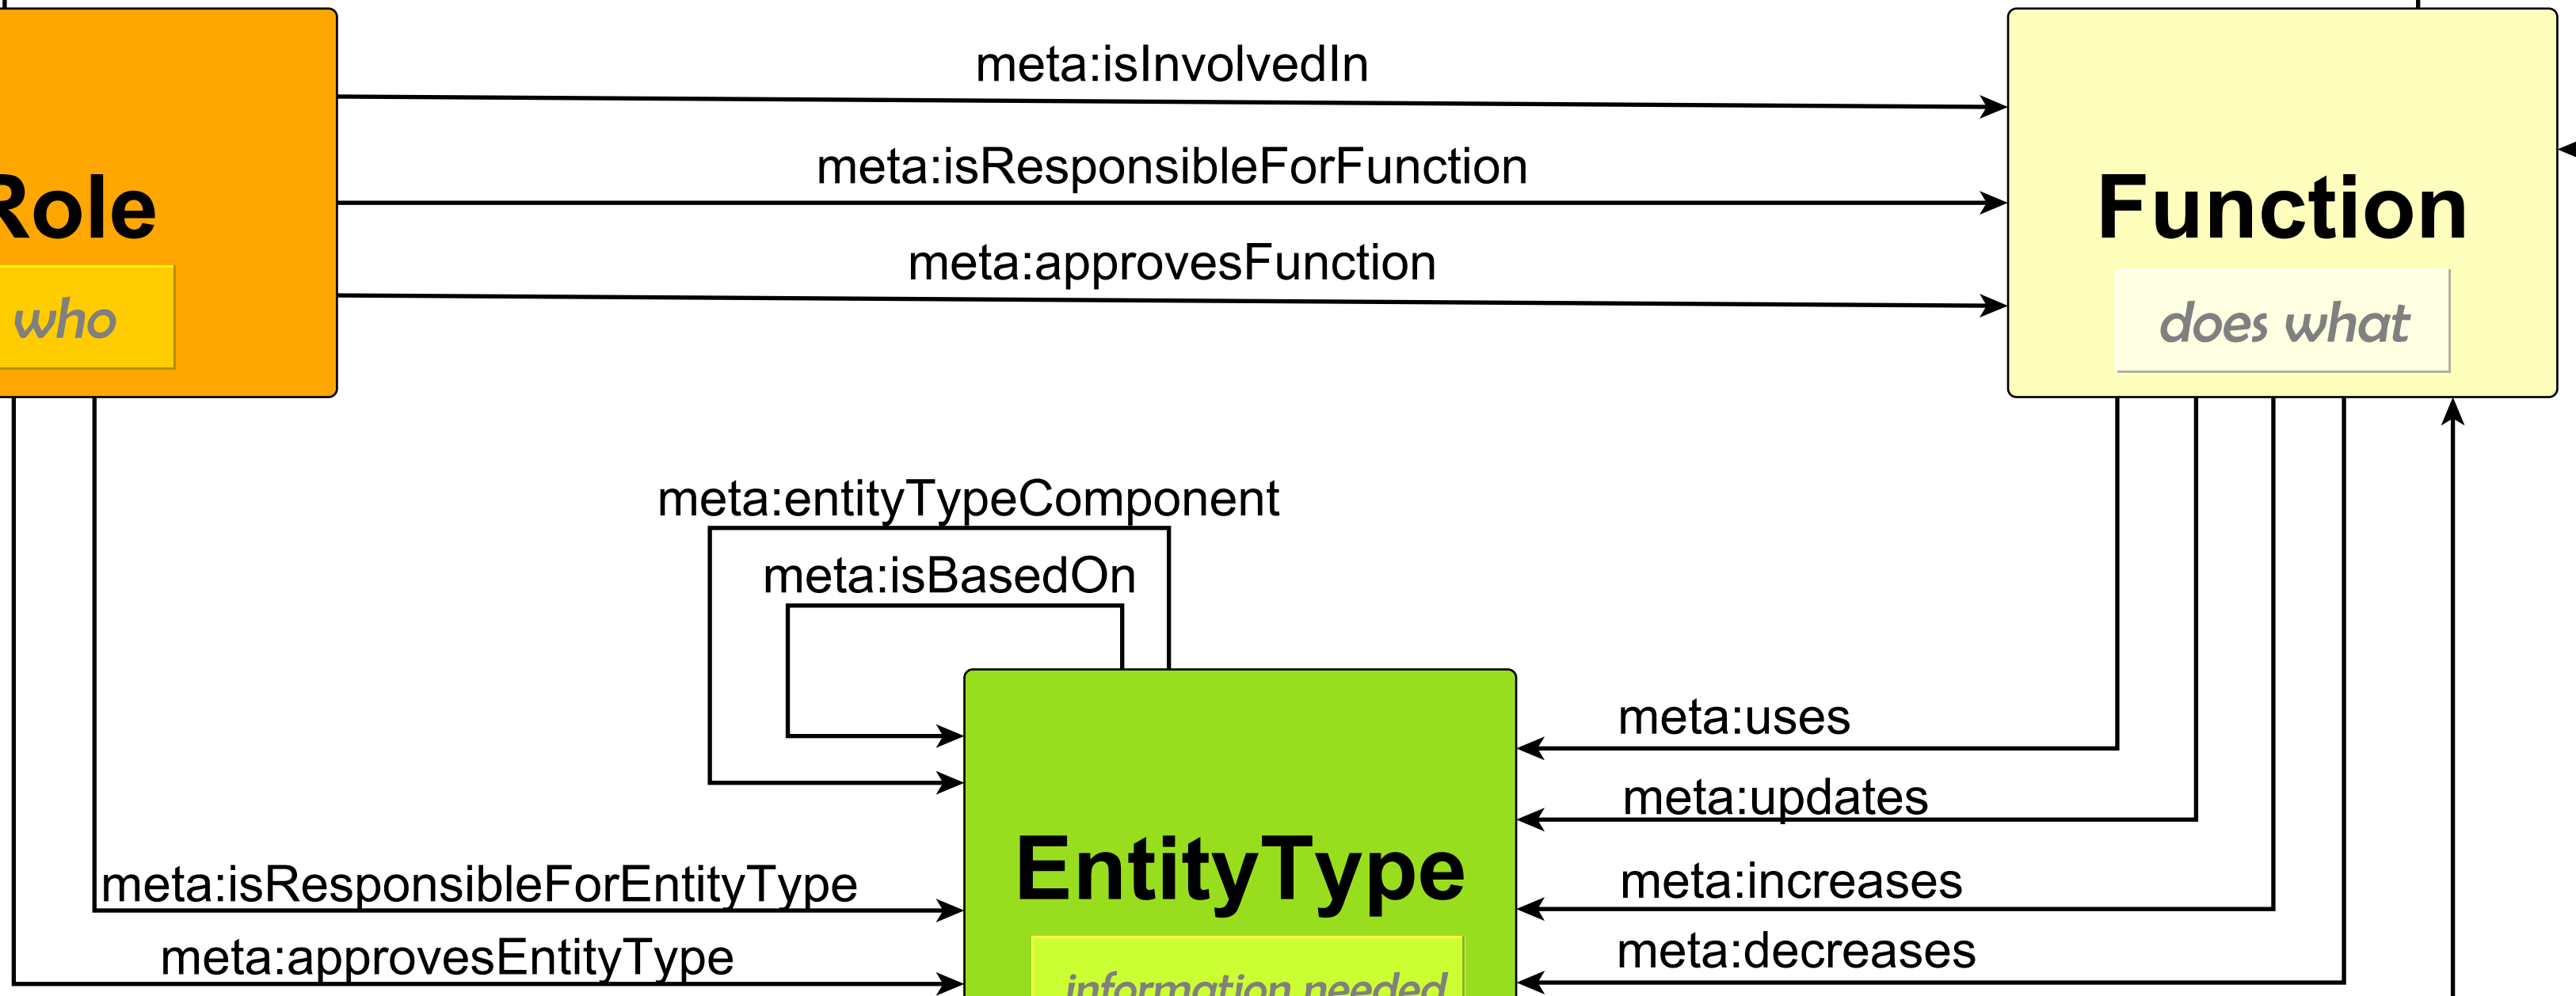 meta:isInvolvedIn
meta:isResponsibleForFunction
meta:approvesFunction
Role
who
Function
does what
meta:entityTypeComponent
meta:isBasedOn
meta:uses
meta:updates
meta:increases
meta:decreases
meta:isResponsibleForEntityType
meta:approvesEntityType
EntityType
information needed